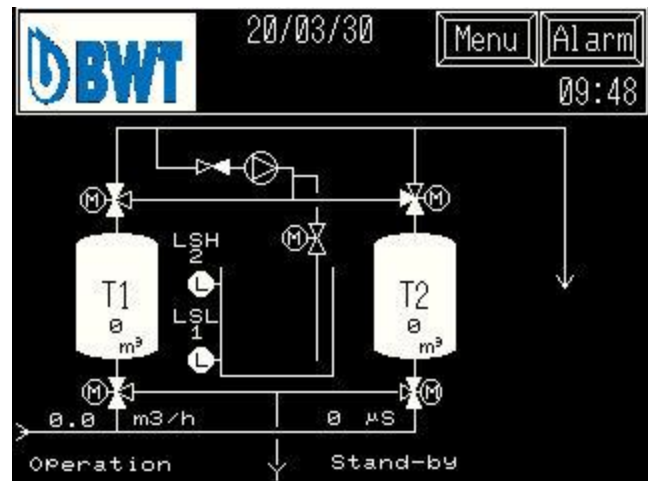 BWT
20/03/30
Menu
Alarm
09:48
M
M
LSH
2
M
L
T1
0
m³
LSL
1
L
T2
0
m³
M
M
0.0 m3/h
0 µS
Operation
Stand-by